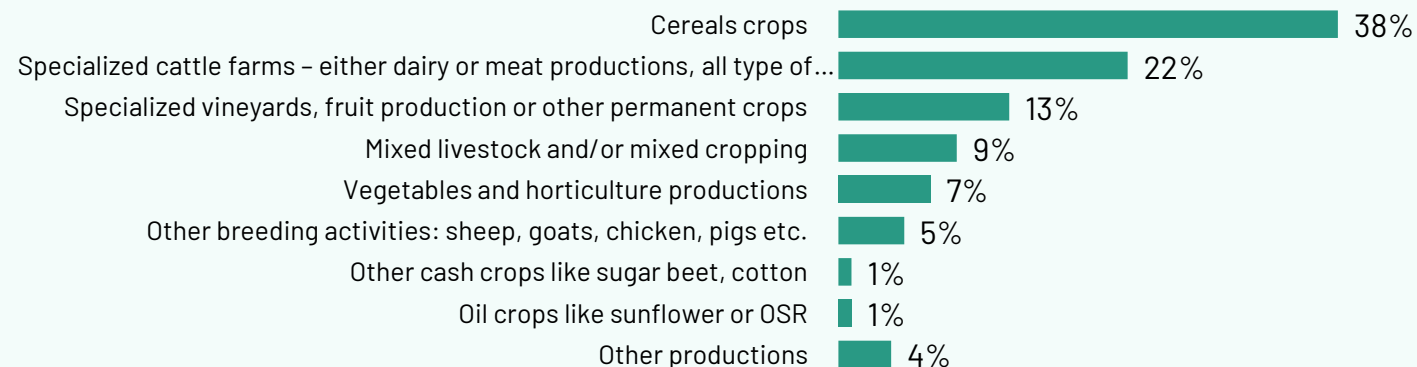 Cereals crops 38%
Specialized cattle farms – either dairy or meat productions, all type of... 22%
Specialized vineyards, fruit production or other permanent crops 13%
Mixed livestock and/or mixed cropping 9%
Vegetables and horticulture productions 7%
Other breeding activities: sheep, goats, chicken, pigs etc. 5%
Other cash crops like sugar beet, cotton 1%
Oil crops like sunflower or OSR 1%
Other productions 4%